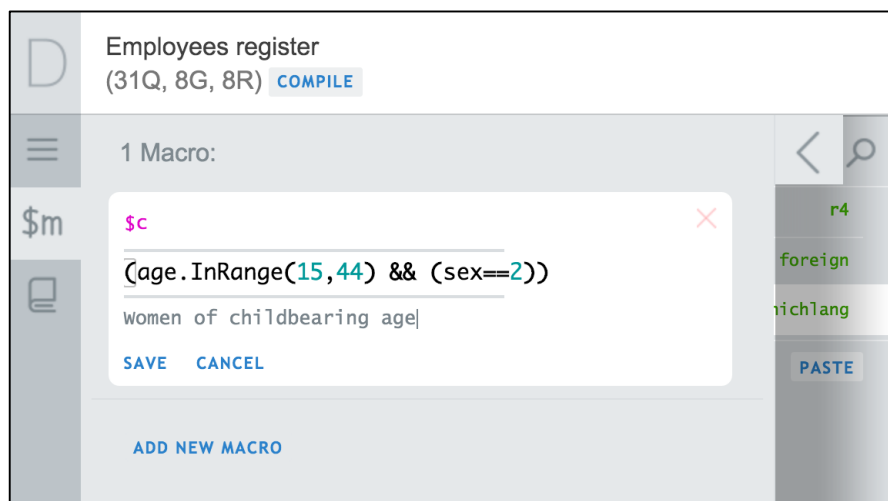 D
Employees register
(31Q, 8G, 8R) COMPILE
1 Macro:
$m
$c
(age.InRange(15,44) && (sex==2))
Women of childbearing age
SAVE CANCEL
ADD NEW MACRO
r4
foreign
PASTE